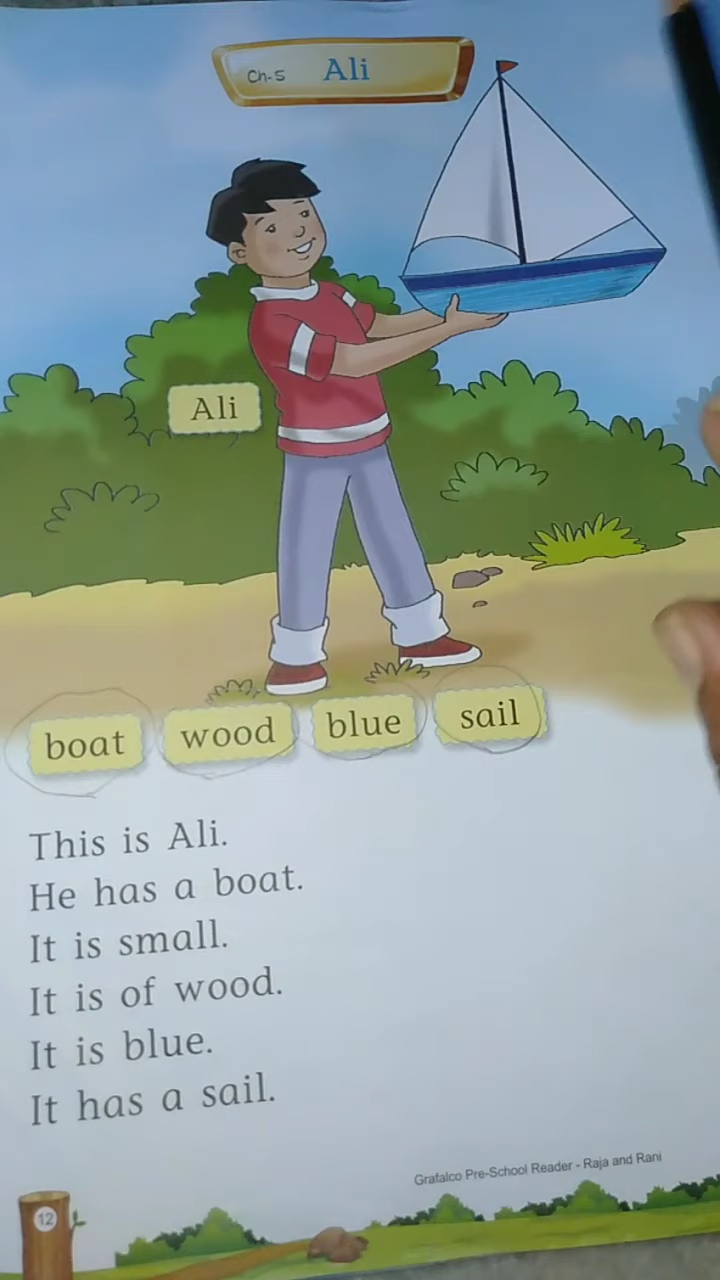 Ch-5 Ali
Ali
boat wood blue sail
This is Ali.
He has a boat.
It is small.
It is of wood.
It is blue.
It has a sail.
Grafalco Pre-School Reader - Raja and Rani
12